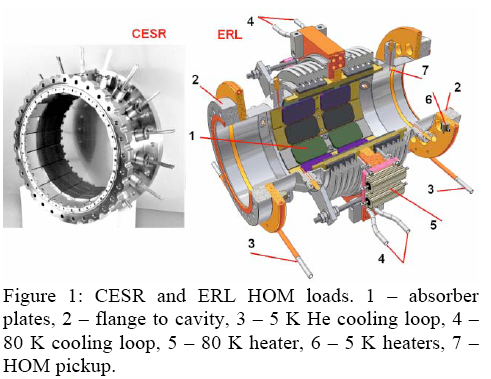 CESR
ERL
4
2
7
2
6
1
3
5
3
4
Figure 1: CESR and ERL HOM loads. 1 – absorber
plates, 2 – flange to cavity, 3 – 5 K He cooling loop, 4 –
80 K cooling loop, 5 – 80 K heater, 6 – 5 K heaters, 7 –
HOM pickup.